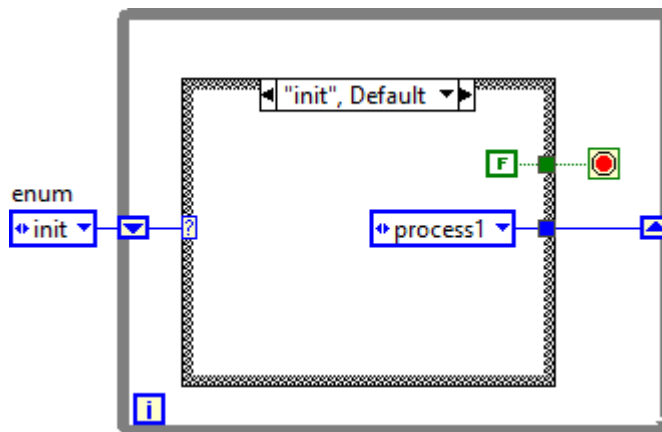 "init", Default
F
enum
init
?
process1
i